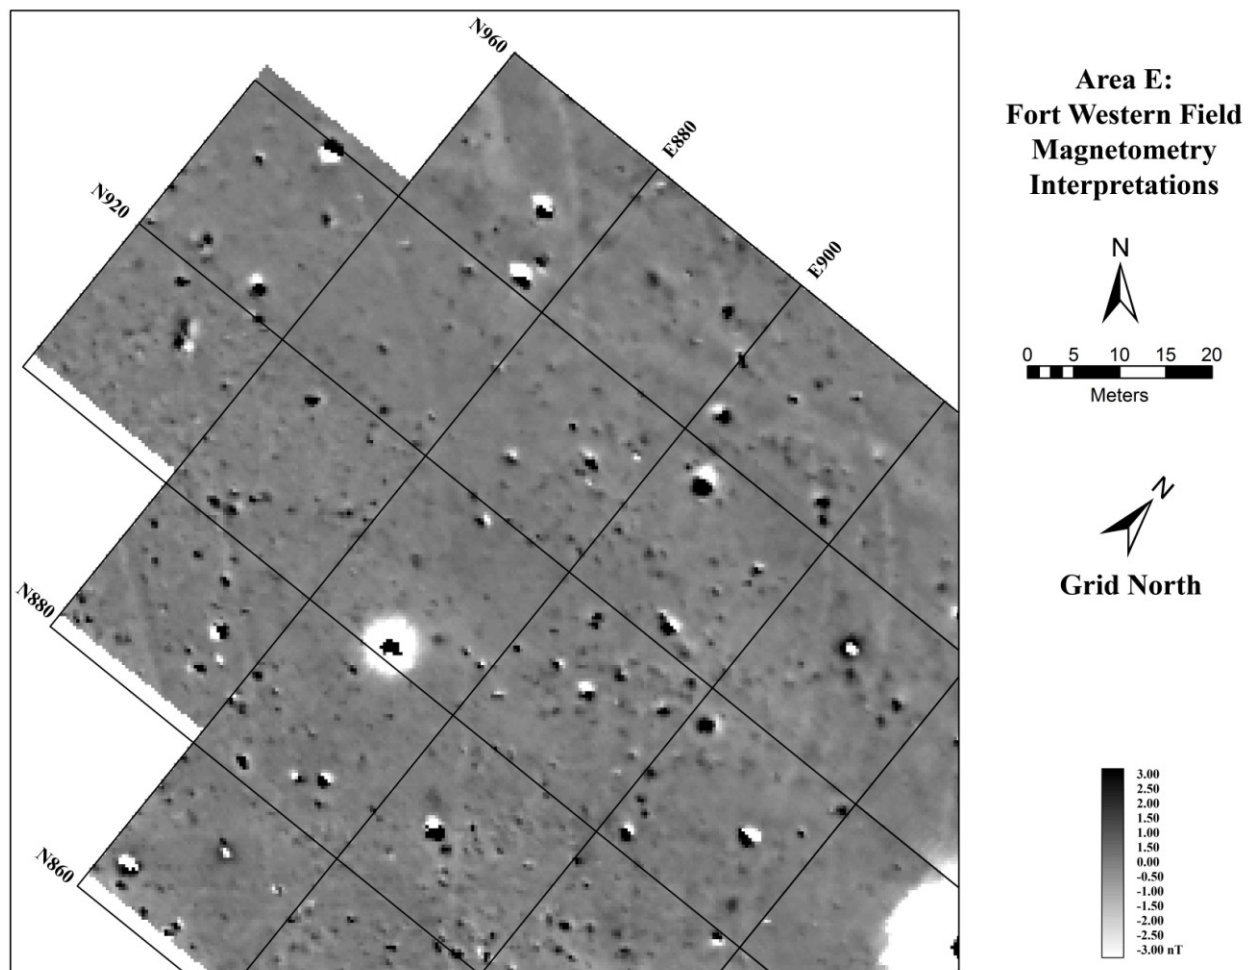 N960
E880
N920
E900
N880
N860
Area E:
Fort Western Field
Magnetometry
Interpretations
N
0 5 10 15 20
Meters
N
Grid North
3.00
2.50
2.00
1.50
1.00
0.50
0.00
-0.50
-1.00
-1.50
-2.00
-2.50
-3.00 nT